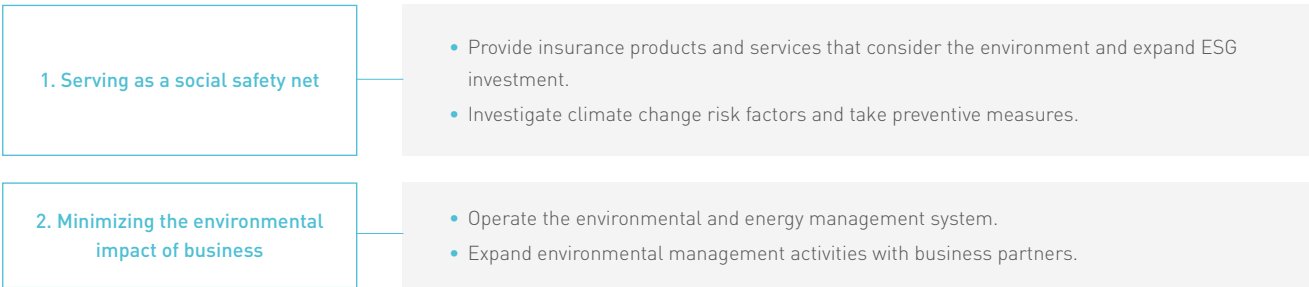 1. Serving as a social safety net
• Provide insurance products and services that consider the environment and expand ESG
investment.
• Investigate climate change risk factors and take preventive measures.
2. Minimizing the environmental
impact of business
• Operate the environmental and energy management system.
• Expand environmental management activities with business partners.